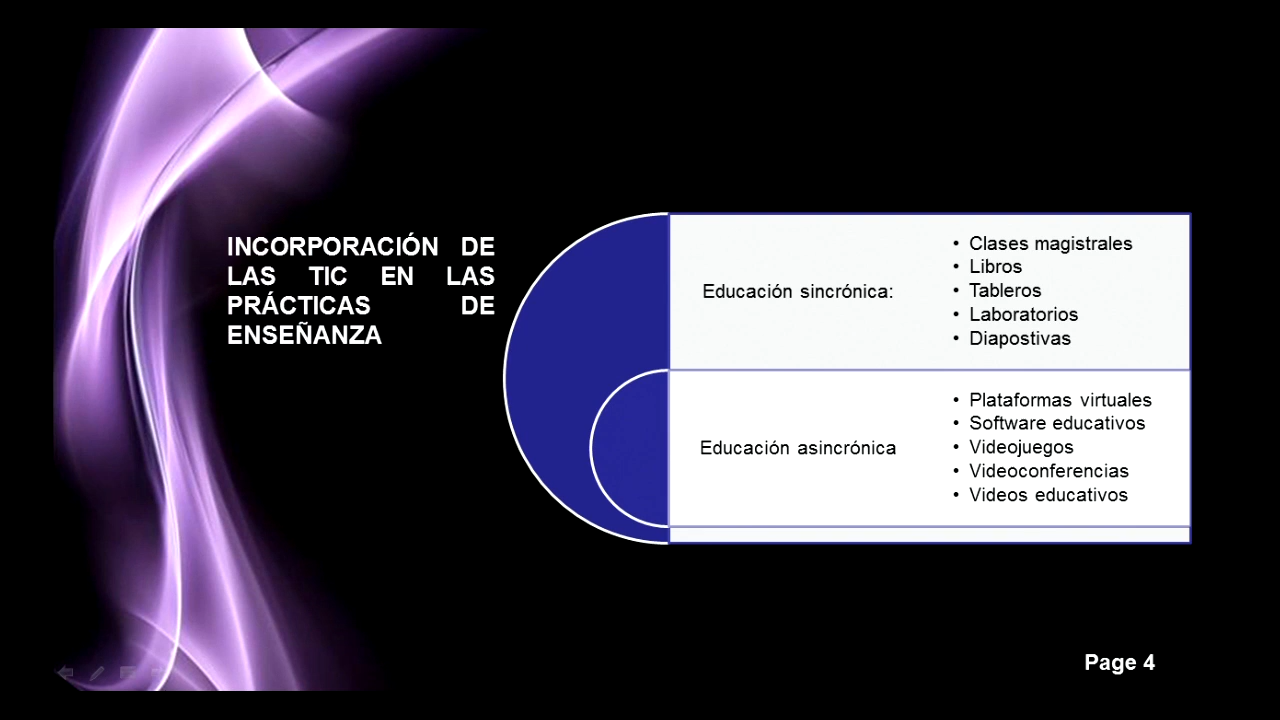 INCORPORACIÓN DE
LAS TIC EN LAS
PRÁCTICAS DE
ENSEÑANZA
Educación sincrónica:
• Clases magistrales
• Libros
• Tableros
• Laboratorios
• Diapostivas
Educación asincrónica
• Plataformas virtuales
• Software educativos
• Videojuegos
• Videoconferencias
• Videos educativos
Page 4